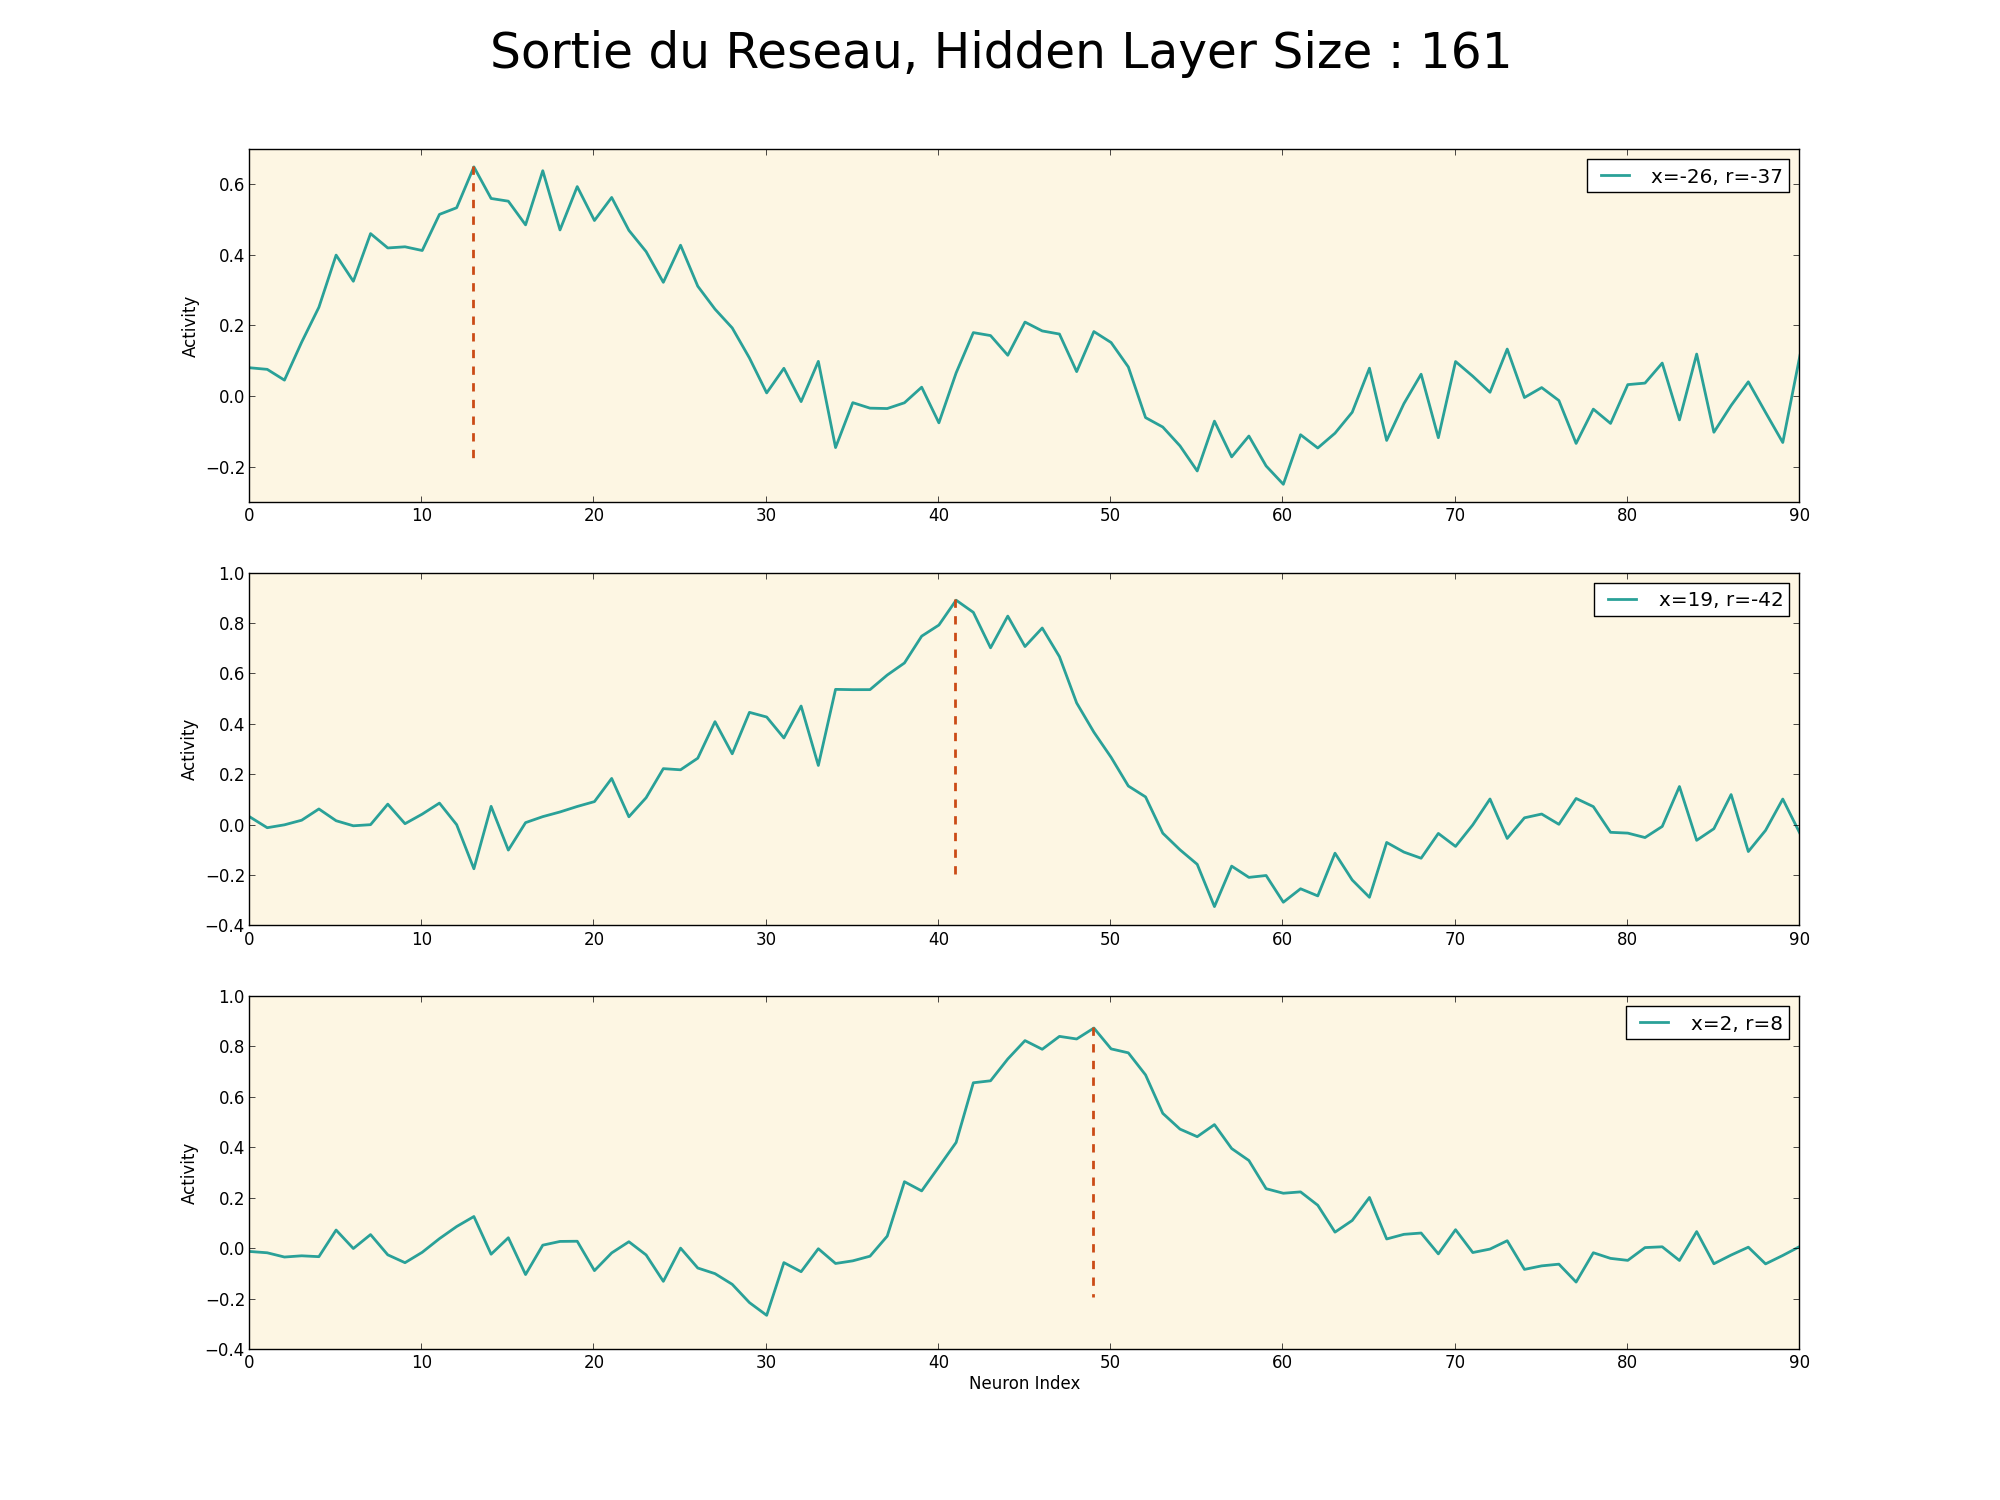 Sortie du Reseau, Hidden Layer Size : 161
x=-26, r=-37
Activity
0.6
0.4
0.2
0.0
−0.2
0 10 20 30 40 50 60 70 80 90
x=19, r=-42
Activity
1.0
0.8
0.6
0.4
0.2
0.0
−0.2
−0.4
0 10 20 30 40 50 60 70 80 90
x=2, r=8
Activity
1.0
0.8
0.6
0.4
0.2
0.0
−0.2
−0.4
0 10 20 30 40 50 60 70 80 90
Neuron Index